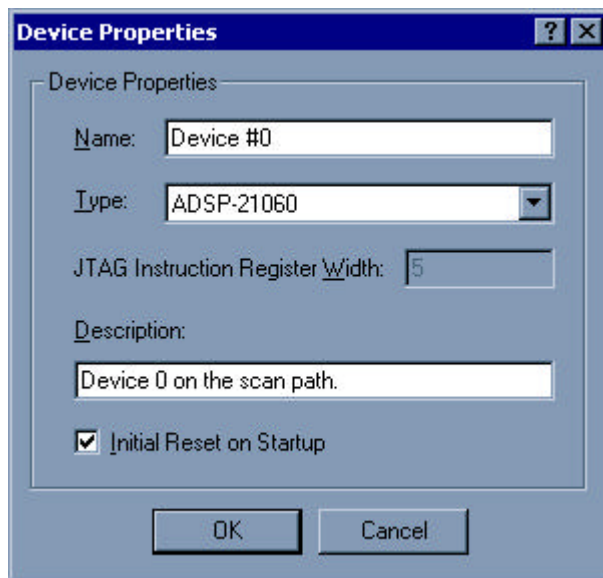 Device Properties
Device Properties
Name: Device #0
Type: ADSP-21060
JTAG Instruction Register Width: 5
Description:
Device 0 on the scan path.
Initial Reset on Startup
OK Cancel